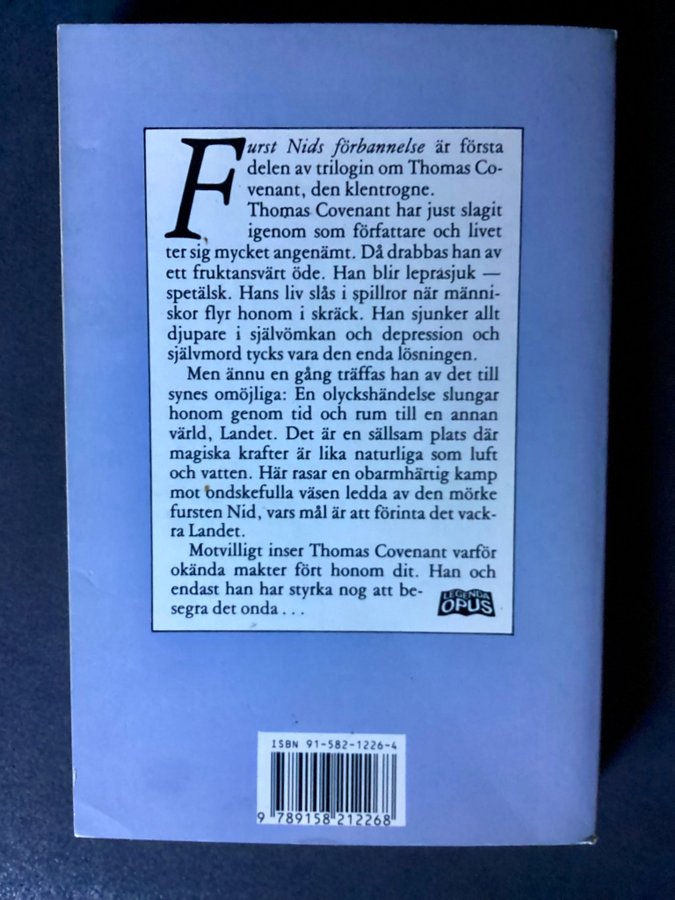 Furst Nids förbannelse är första
delen av trilogin om Thomas Co-
venant, den klentrogne.
Thomas Covenant har just slagit
igenom som författare och livet
ter sig mycket angenämt. Då drabbas han av
ett fruktansvärt öde. Han blir leprasjuk —
spetälsk. Hans liv slås i spillror när männi-
skor flyr honom i skräck. Han sjunker allt
djupare i självömkan och depression och
självmord tycks vara den enda lösningen.
Men ännu en gång träffas han av det till
synes omöjliga: En olyckshändelse slungar
honom genom tid och rum till en annan
värld, Landet. Det är en sällsam plats där
magiska krafter är lika naturliga som luft
och vatten. Här rasar en obarmhärtig kamp
mot ondskefulla väsen ledda av den mörke
fursten Nid, vars mål är att förinta det vack-
ra Landet.
Motvilligt inser Thomas Covenant varför
okända makter fört honom dit. Han och
endast han har styrka nog att be-
segra det onda . . .
LEGENDA
OPUS
ISBN 91-582-1226-4
9 789158 212268